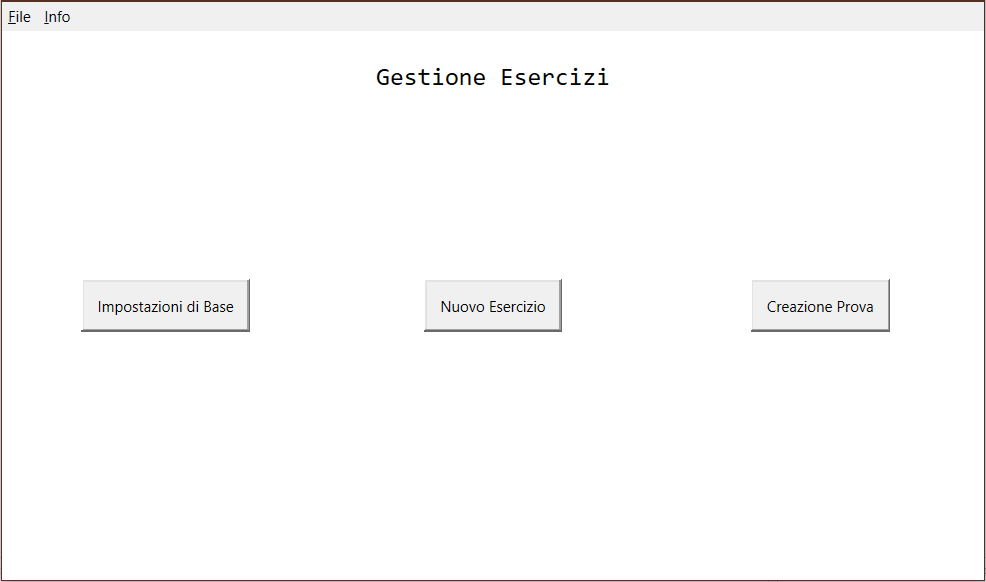 File Info
Gestione Esercizi
Impostazioni di Base Nuovo Esercizio Creazione Prova